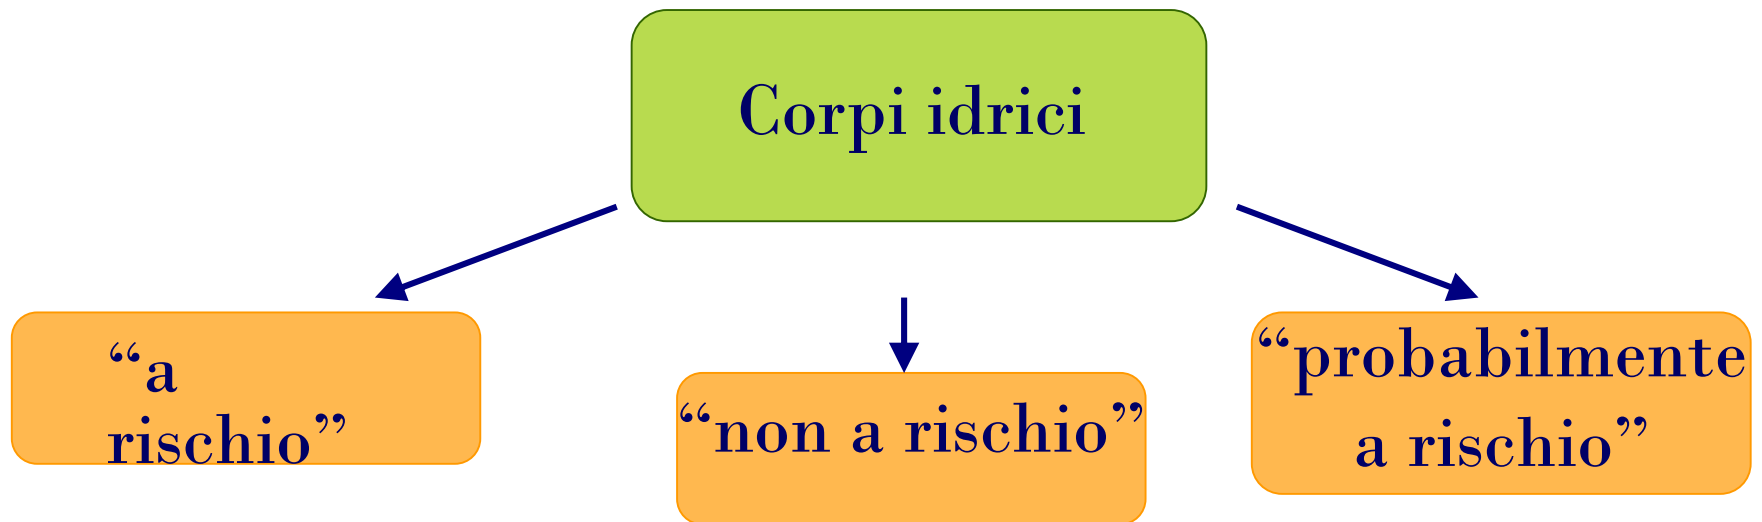 Corpi idrici
“a
rischio”
“non a rischio”
“probabilmente
a rischio”